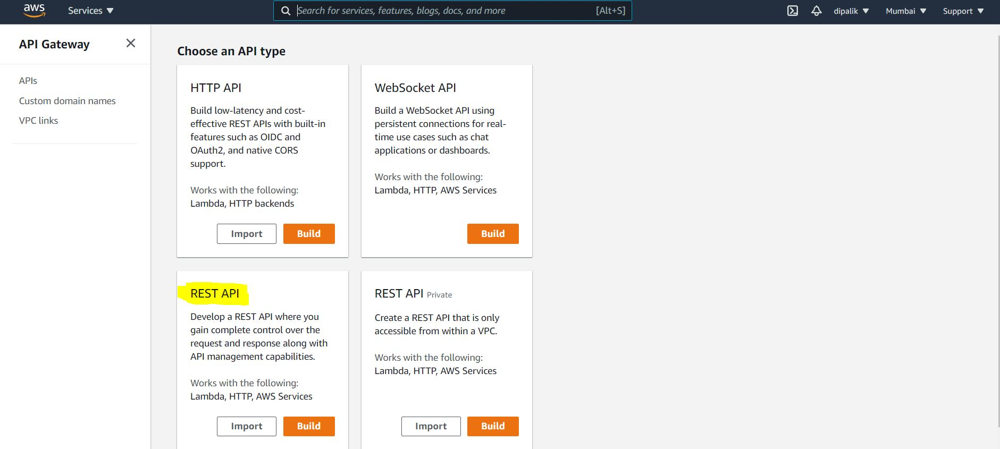 aws Services Search for services, features, blogs, docs, and more [Alt+S] dipalik Mumbai Support
API Gateway
APIs
Custom domain names
VPC links
Choose an API type
HTTP API
Build low-latency and cost-
effective REST APIs with built-in
features such as OIDC and
OAuth2, and native CORS
support.
Works with the following:
Lambda, HTTP backends
Import Build
WebSocket API
Build a WebSocket API using
persistent connections for real-
time use cases such as chat
applications or dashboards.
Works with the following:
Lambda, HTTP, AWS Services
Build
REST API
Develop a REST API where you
gain complete control over the
request and response along with
API management capabilities.
Works with the following:
Lambda, HTTP, AWS Services
Import Build
REST API Private
Create a REST API that is only
accessible from within a VPC.
Works with the following:
Lambda, HTTP, AWS Services
Import Build